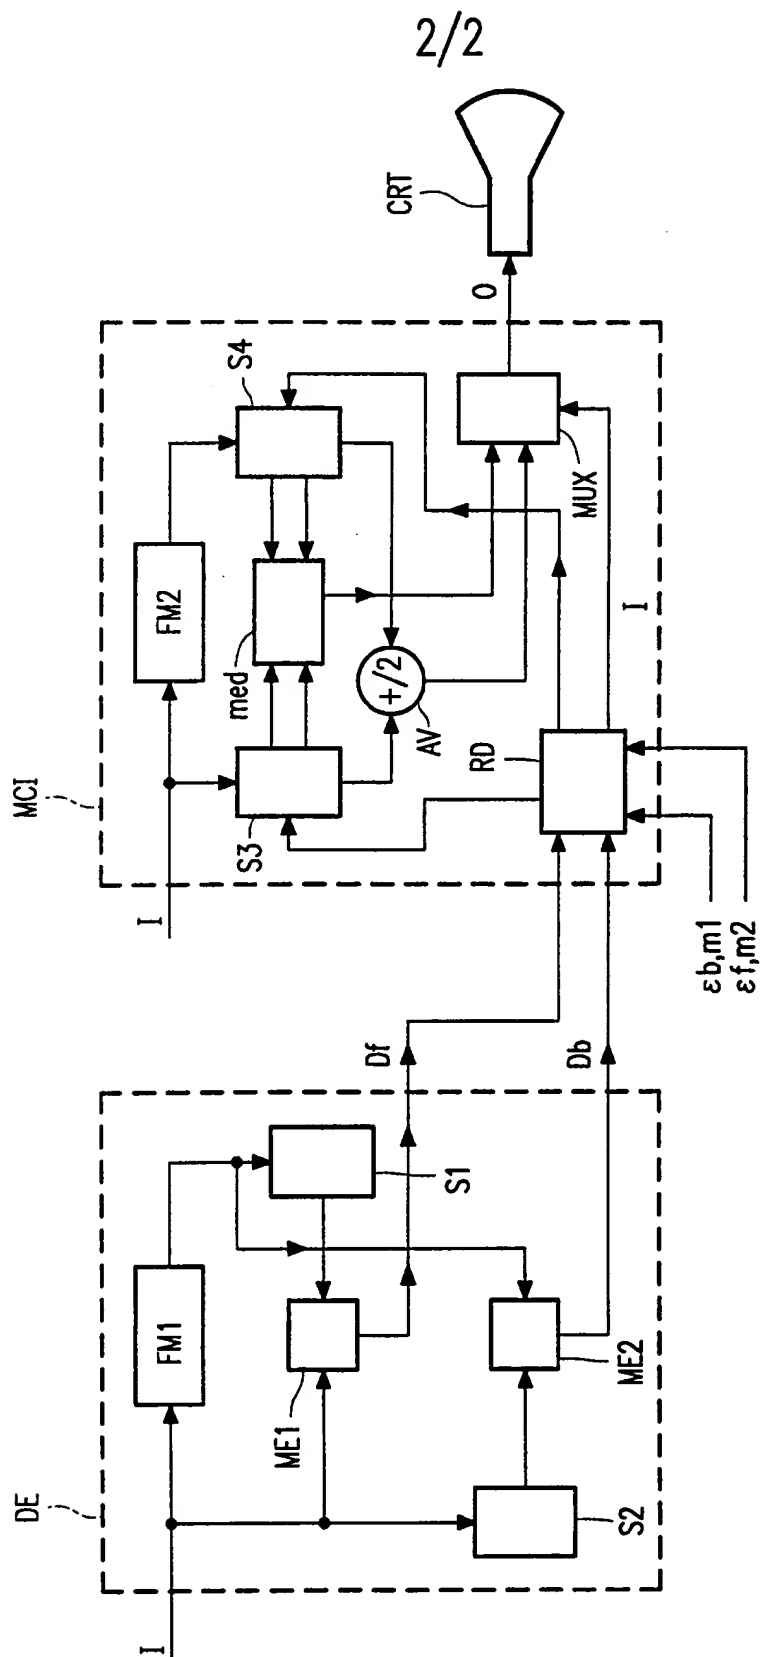 2/2
CRT
O
S4
FM2
MUX
med
+/2
AV
I
RD
MCI
S3
I
εb,m1
εf,m2
Df
Db
S1
FM1
ME1
ME2
DE
S2
I